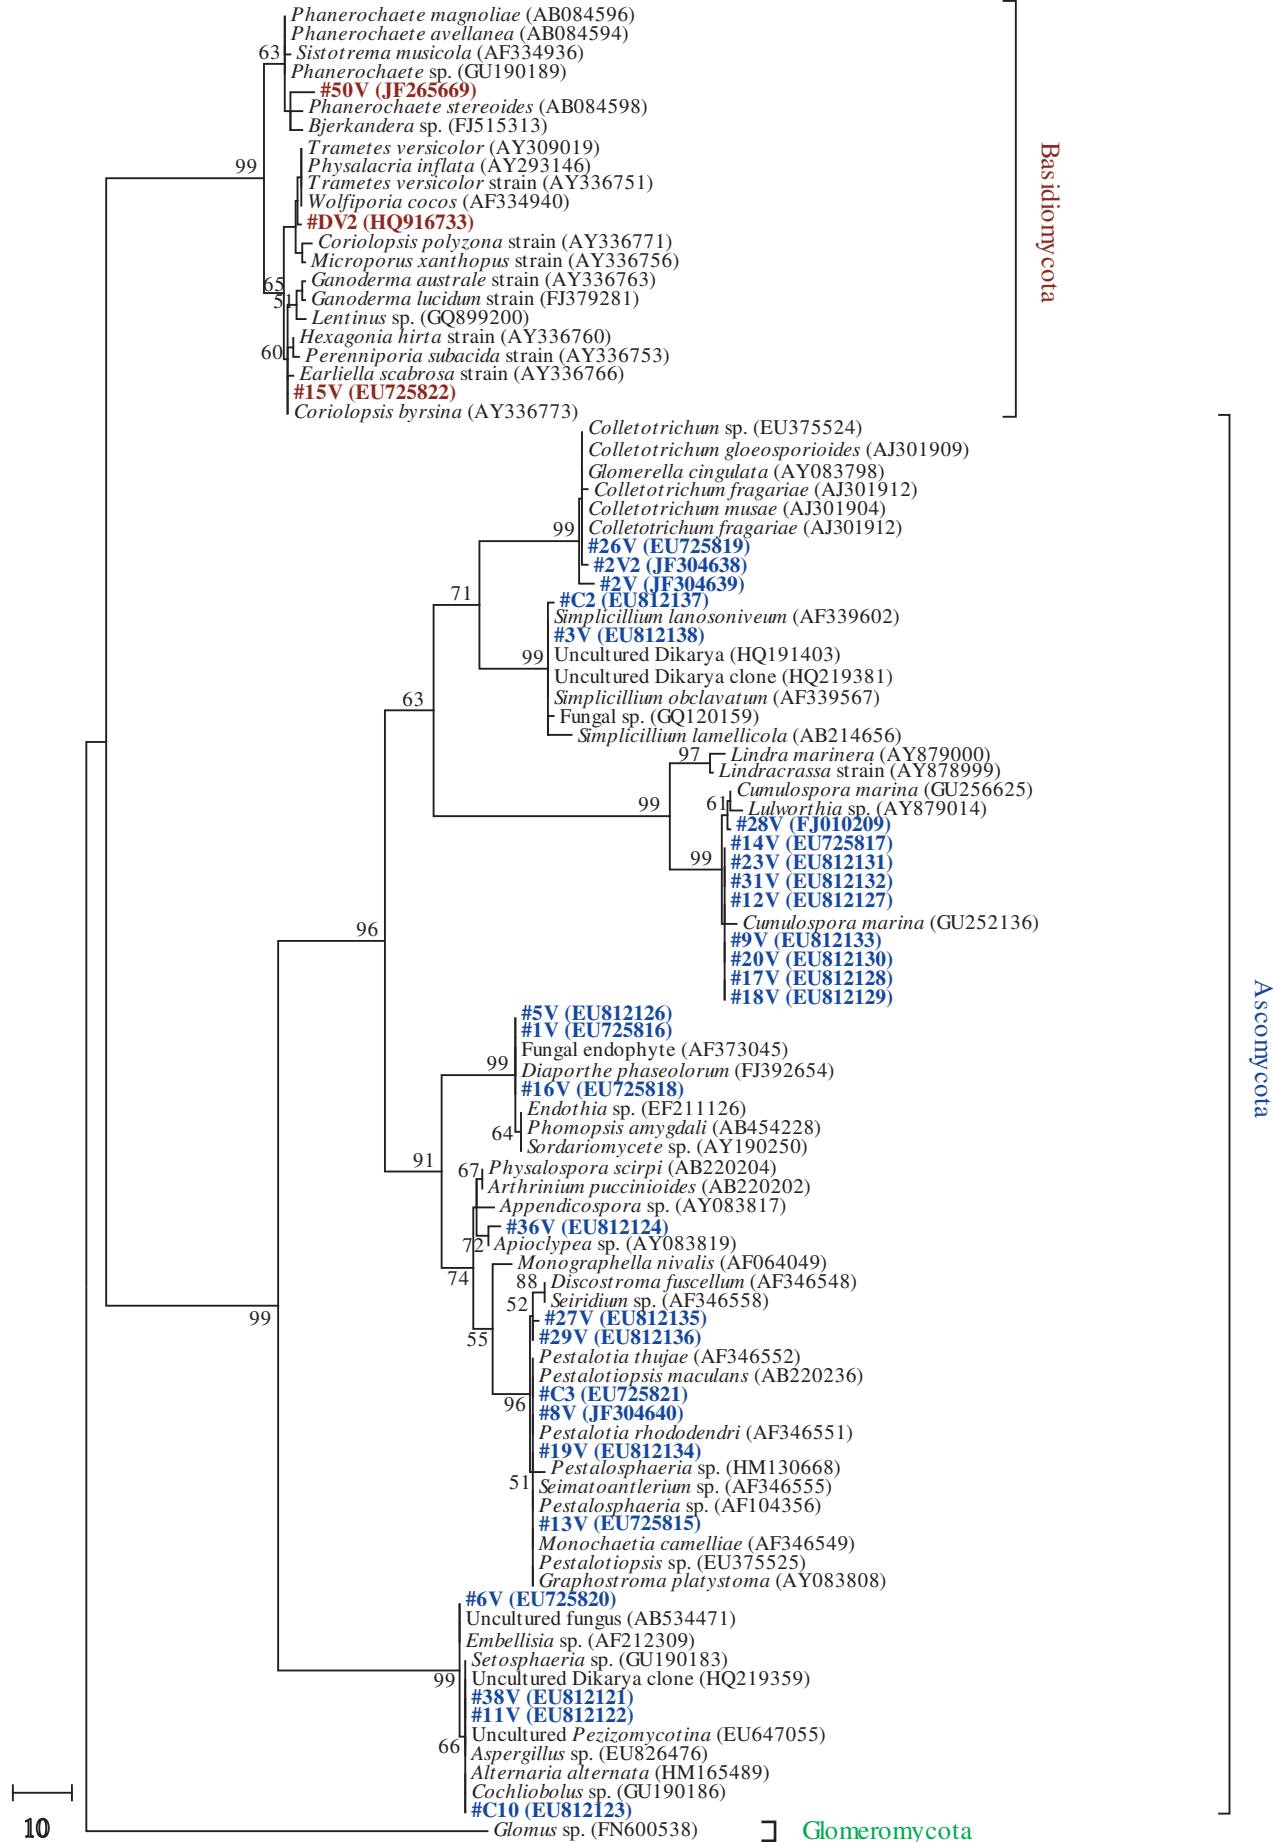 Phanerochaete magnoliae (AB084596)
Phanerochaete avellanea (AB084594)
63
Sistotrema musicola (AF334936)
Phanerochaete sp. (GU190189)
#50V (JF265669)
Phanerochaete stereoides (AB084598)
Bjerkandera sp. (FJ515313)
99
Trametes versicolor (AY309019)
Physalacria inflata (AY293146)
Trametes versicolor strain (AY336751)
Wolfiporia cocos (AF334940)
#DV2 (HQ916733)
Coriolopsis polyzona strain (AY336771)
Microporus xanthopus strain (AY336756)
Ganoderma australe strain (AY336763)
65
51
Ganoderma lucidum strain (FJ379281)
Lentinus sp. (GQ899200)
Hexagonia hirta strain (AY336760)
60
Perenniporia subacida strain (AY336753)
Earliella scabrosa strain (AY336766)
#15V (EU725822)
Coriolopsis byrsina (AY336773)
Basidiomycota
Colletotrichum sp. (EU375524)
Colletotrichum gloeosporioides (AJ301909)
Glomerella cingulata (AY083798)
Colletotrichum fragariae (AJ301912)
Colletotrichum musae (AJ301904)
99
Colletotrichum fragariae (AJ301912)
#26V (EU725819)
#2V2 (JF304638)
#2V (JF304639)
71
#C2 (EU812137)
Simplicillium lanosoniveum (AF339602)
#3V (EU812138)
99
Uncultured Dikarya (HQ191403)
Uncultured Dikarya clone (HQ219381)
Simplicillium obclavatum (AF339567)
63
Fungal sp. (GQ120159)
Simplicillium lamellicola (AB214656)
97
Lindra marinera (AY879000)
Lindracrassa strain (AY878999)
Cumulospora marina (GU256625)
99
61
Lulworthia sp. (AY879014)
#28V (FJ010209)
#14V (EU725817)
99
#23V (EU812131)
#31V (EU812132)
#12V (EU812127)
Cumulospora marina (GU252136)
96
#9V (EU812133)
#20V (EU812130)
#17V (EU812128)
#18V (EU812129)
#5V (EU812126)
#1V (EU725816)
Fungal endophyte (AF373045)
99
Diaporthe phaseolorum (FJ392654)
#16V (EU725818)
Endothia sp. (EF211126)
Phomopsis amygdali (AB454228)
64
Sordariomycete sp. (AY190250)
91
67
Physalospora scirpi (AB220204)
Arthrinium puccinioides (AB220202)
Appendicospora sp. (AY083817)
#36V (EU812124)
72
Apioclypea sp. (AY083819)
Monographella nivalis (AF064049)
74
88
Discostroma fuscellum (AF346548)
52
Seiridium sp. (AF346558)
#27V (EU812135)
99
55
#29V (EU812136)
Pestalotia thujae (AF346552)
Pestalotiopsis maculans (AB220236)
#C3 (EU725821)
96
#8V (JF304640)
Pestalotia rhododendri (AF346551)
#19V (EU812134)
Pestalosphaeria sp. (HM130668)
51
Seimatoantlerium sp. (AF346555)
Pestalosphaeria sp. (AF104356)
#13V (EU725815)
Monochaetia camelliae (AF346549)
Pestalotiopsis sp. (EU375525)
Graphostroma platystoma (AY083808)
#6V (EU725820)
Uncultured fungus (AB534471)
Embellisia sp. (AF212309)
Setosphaeria sp. (GU190183)
99
Uncultured Dikarya clone (HQ219359)
#38V (EU812121)
#11V (EU812122)
Uncultured Pezizomycotina (EU647055)
66
Aspergillus sp. (EU826476)
Alternaria alternata (HM165489)
Cochliobolus sp. (GU190186)
#C10 (EU812123)
Ascomycota
10
Glomus sp. (FN600538)
Glomeromycota